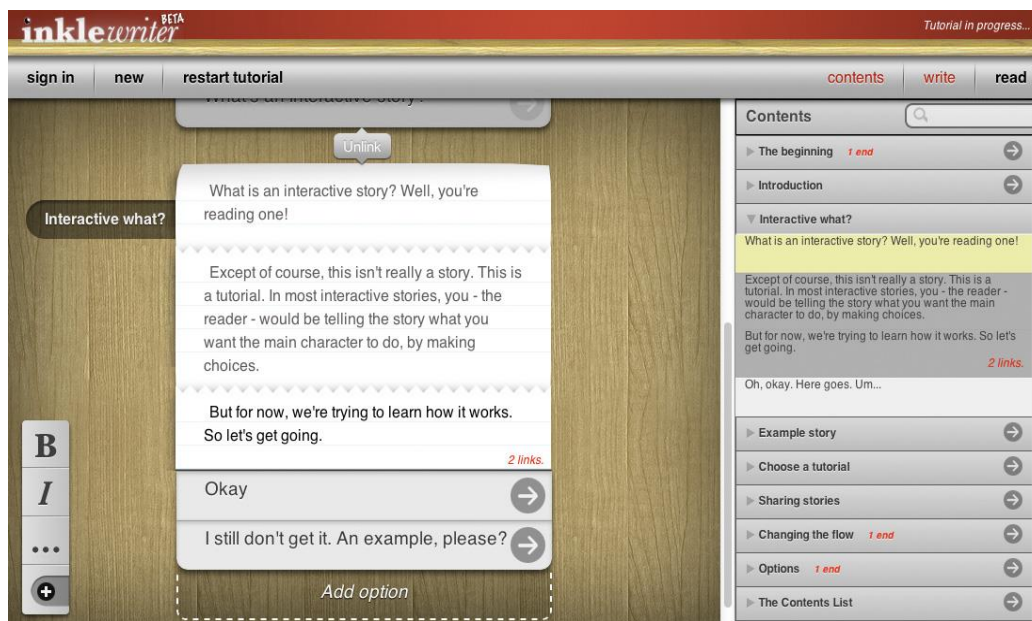 inklewriter BETA
Tutorial in progress...
sign in
new
restart tutorial
contents
write
read
What's an interactive story?
Unlink
Interactive what?
What is an interactive story? Well, you're
reading one!
Except of course, this isn't really a story. This is
a tutorial. In most interactive stories, you - the
reader - would be telling the story what you
want the main character to do, by making
choices.
But for now, we're trying to learn how it works.
So let's get going.
2 links.
Okay
I still don't get it. An example, please?
Add option
B
I
...
Contents
The beginning 1 end
Introduction
Interactive what?
What is an interactive story? Well, you're reading one!
Except of course, this isn't really a story. This is a
tutorial. In most interactive stories, you - the reader -
would be telling the story what you want the main
character to do, by making choices.
But for now, we're trying to learn how it works. So let's
get going.
2 links.
Oh, okay. Here goes. Um...
Example story
Choose a tutorial
Sharing stories
Changing the flow 1 end
Options 1 end
The Contents List